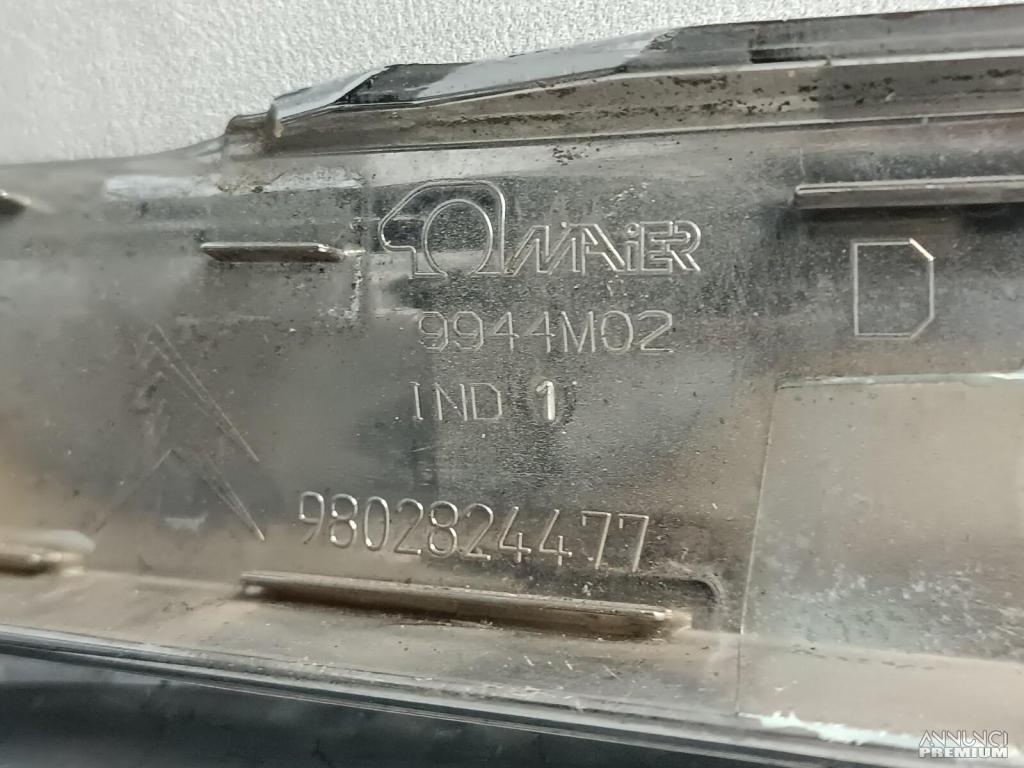 MAIER
D
9944M02
IND 1
9802824477
ANNUNCI
PREMIUM